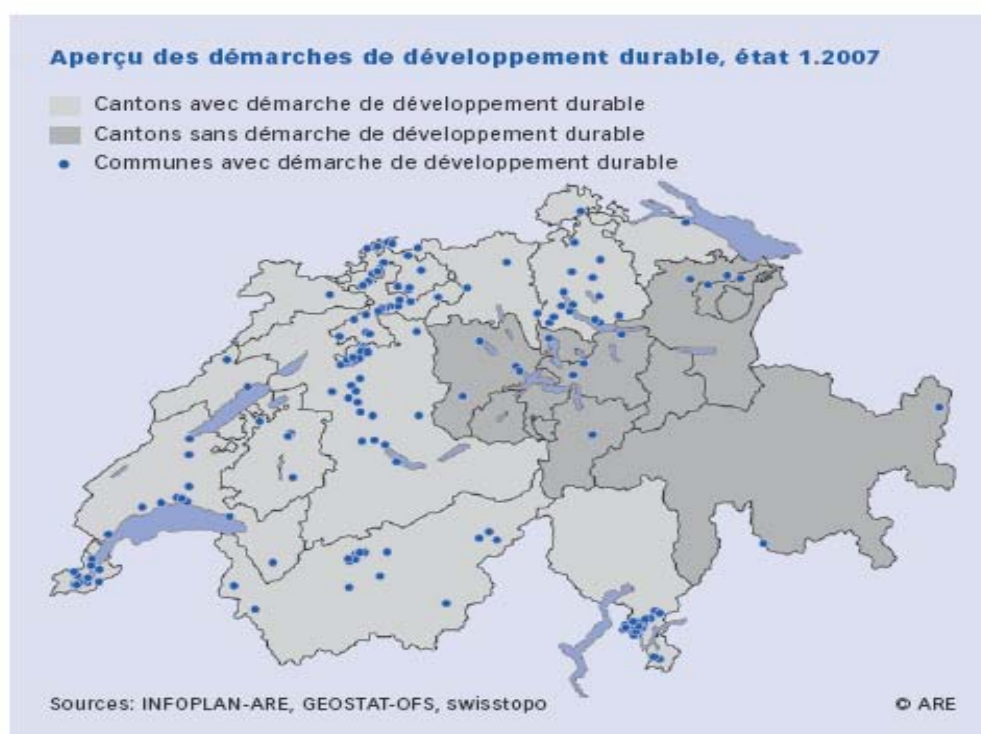 Aperçu des démarches de développement durable, état 1.2007
Cantons avec démarche de développement durable
Cantons sans démarche de développement durable
Communes avec démarche de développement durable
Sources: INFOPLAN-ARE, GEOSTAT-OFS, swisstopo
© ARE